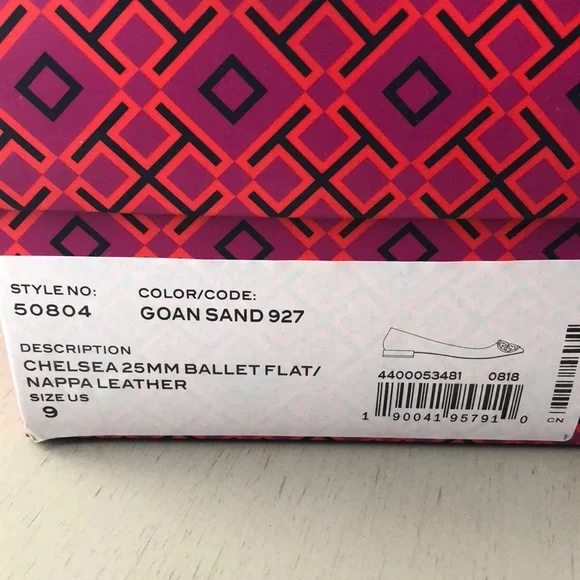 STYLE NO: COLOR/CODE:
50804 GOAN SAND 927
DESCRIPTION
CHELSEA 25MM BALLET FLAT/
NAPPA LEATHER
SIZE US
9
4400053481 0818
1 90041 95791 0
CN